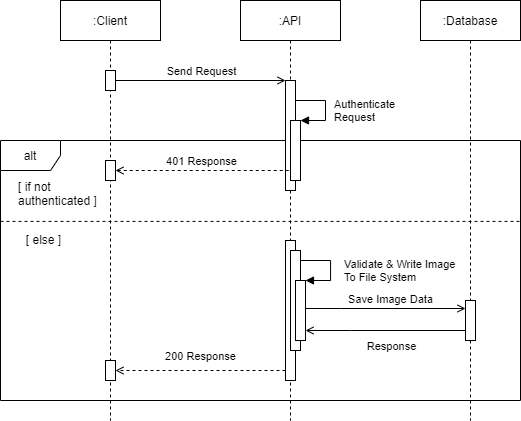 :Client
:API
:Database
Send Request
Authenticate
Request
alt
401 Response
[ if not
authenticated ]
[ else ]
Validate & Write Image
To File System
Save Image Data
Response
200 Response